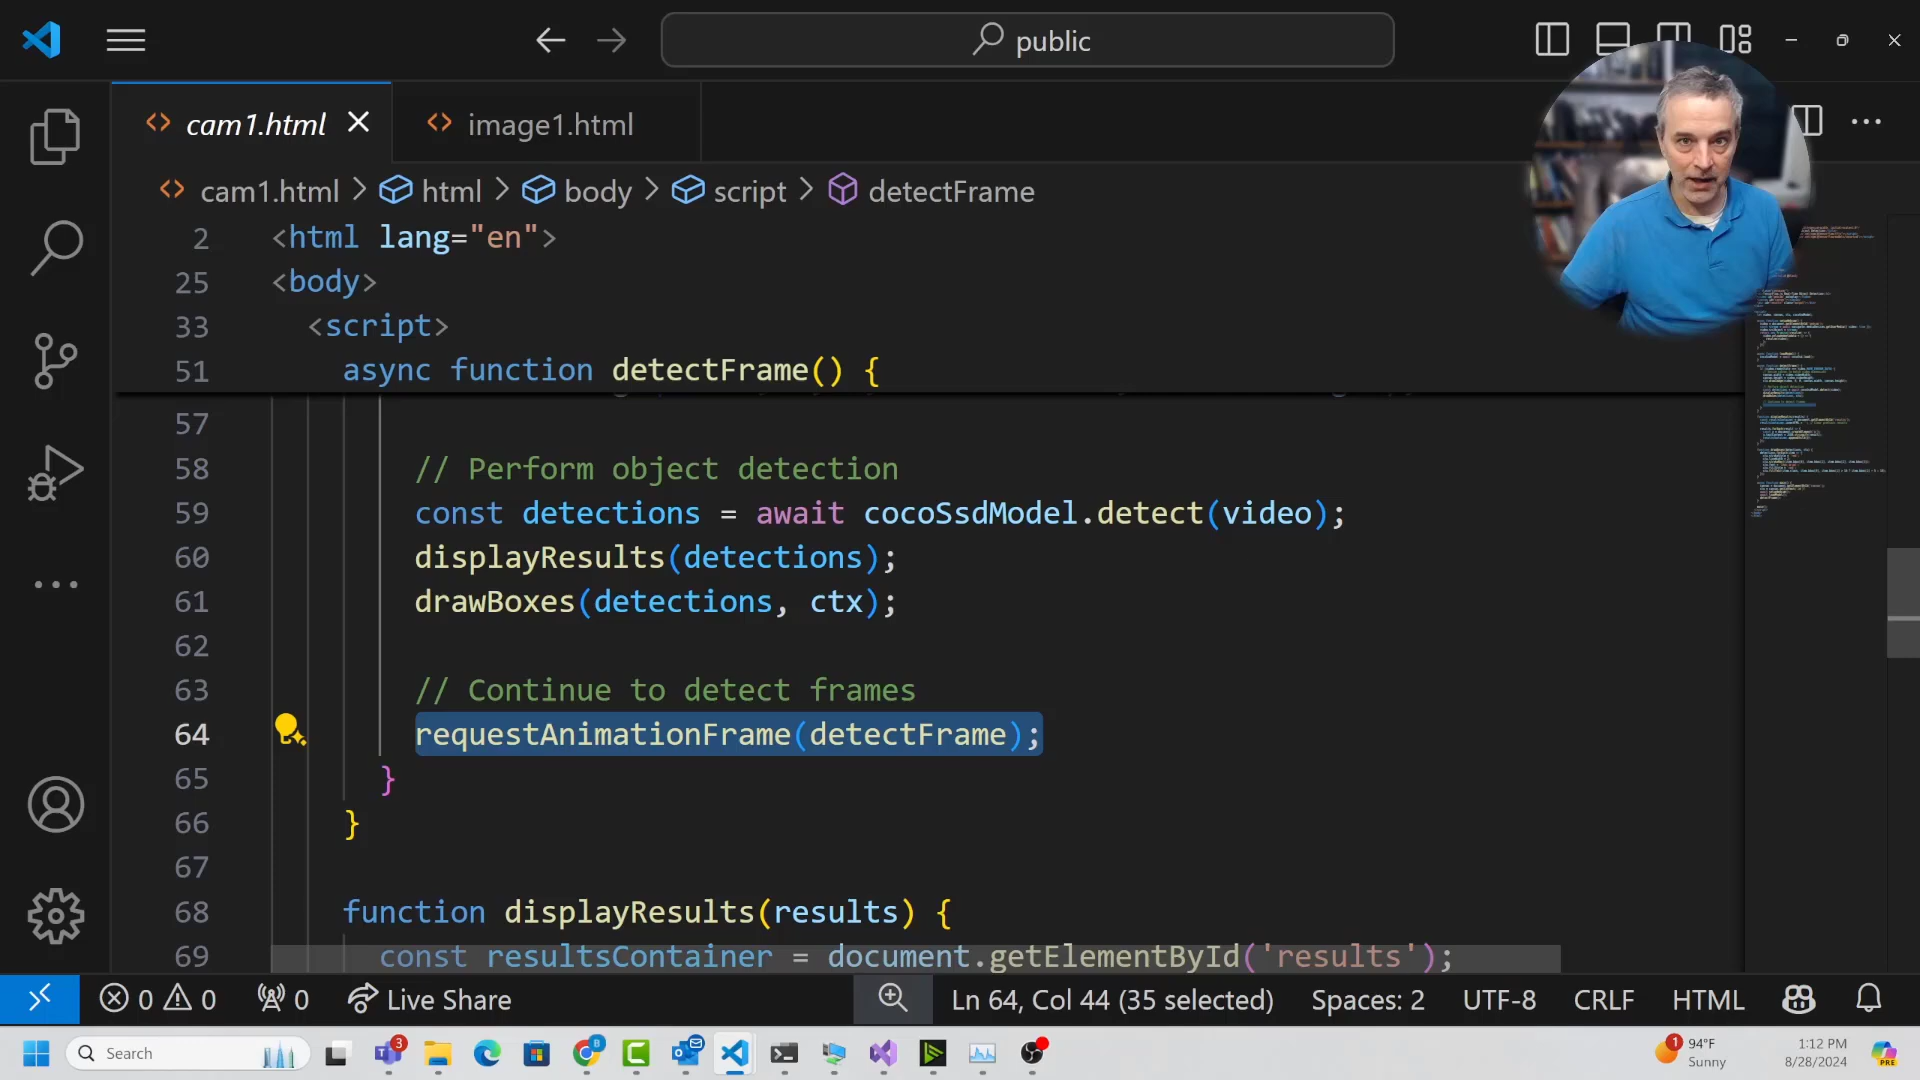 public
cam1.html
image1.html
cam1.html > html > body > script > detectFrame
2 <html lang="en">
25 <body>
33 <script>
51 async function detectFrame() {
57
58 // Perform object detection
59 const detections = await cocoSsdModel.detect(video);
60 displayResults(detections);
61 drawBoxes(detections, ctx);
62
63 // Continue to detect frames
64 requestAnimationFrame(detectFrame);
65 }
66 }
67
68 function displayResults(results) {
69 const resultsContainer = document.getElementById('results');
0 0 0 Live Share Ln 64, Col 44 (35 selected) Spaces: 2 UTF-8 CRLF HTML
Search 3 B 1 94°F 1:12 PM PRE
Sunny 8/28/2024